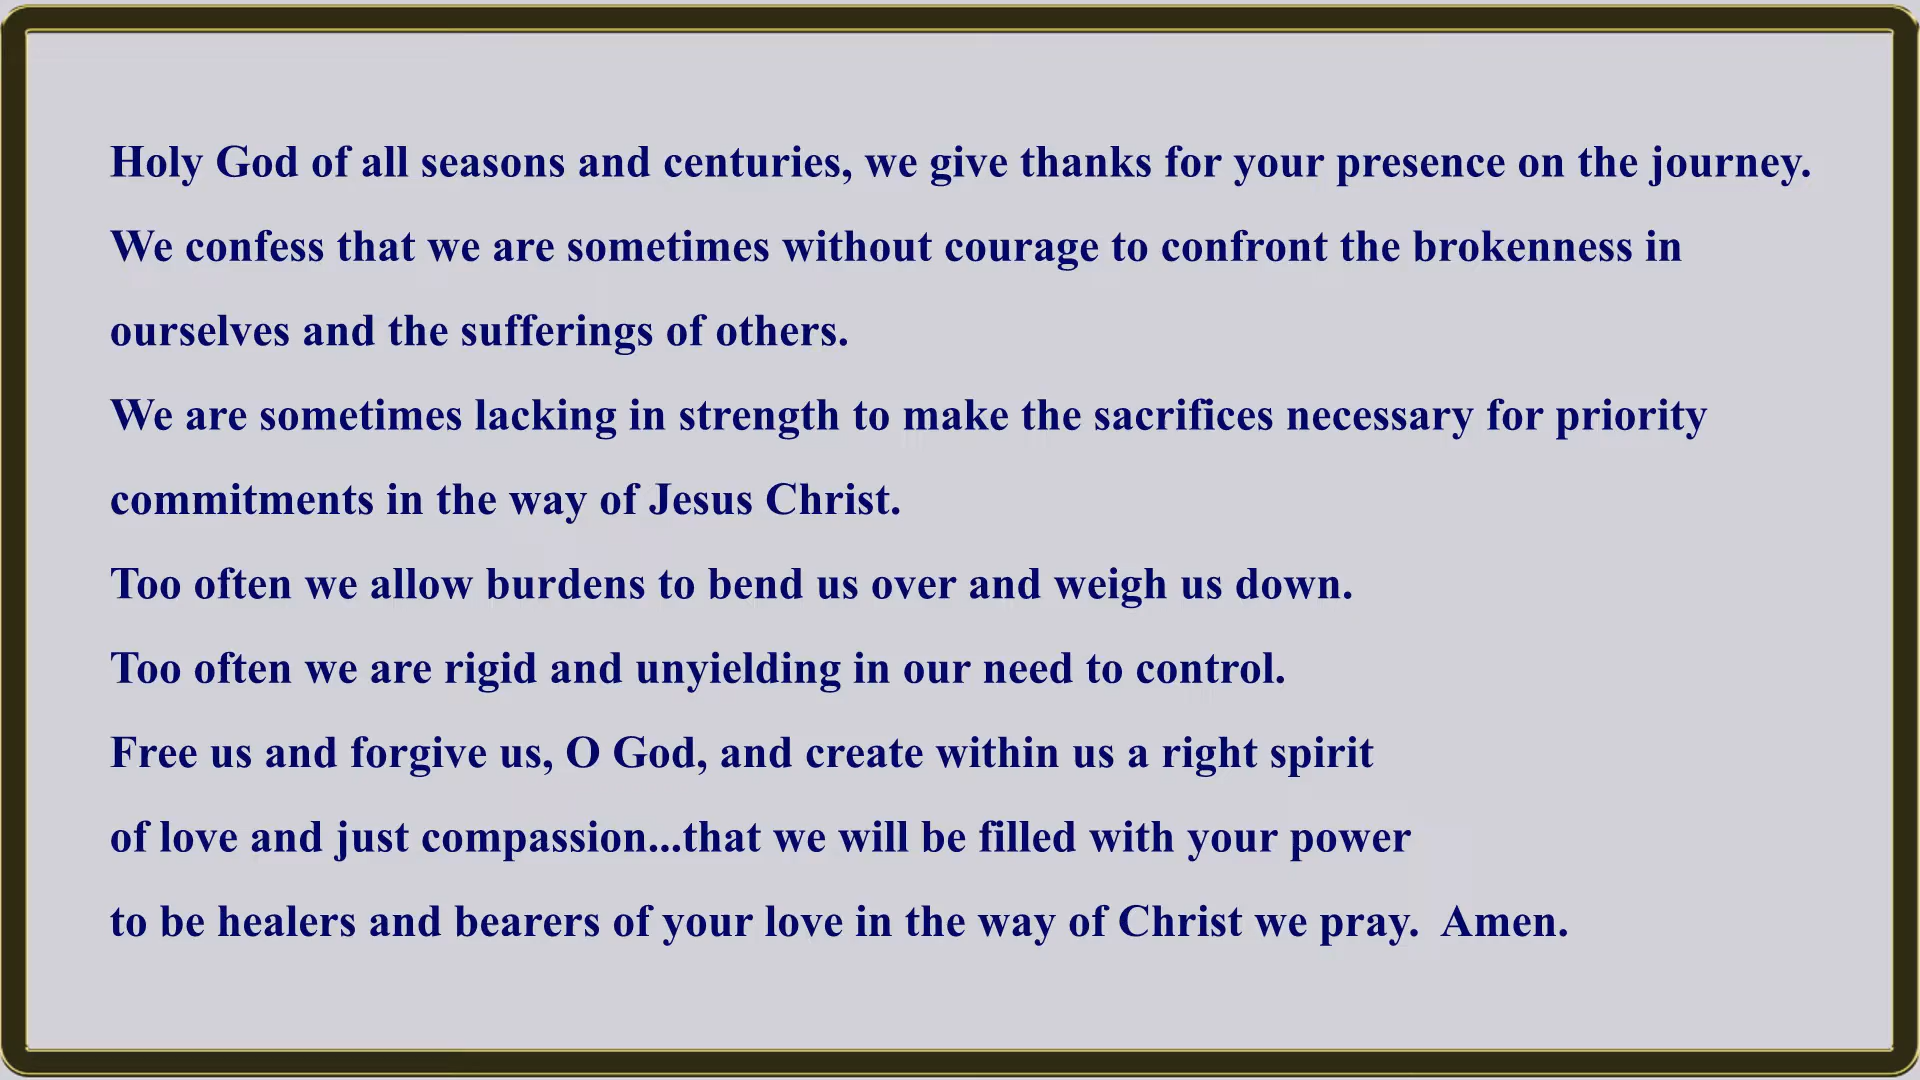 Holy God of all seasons and centuries, we give thanks for your presence on the journey.
We confess that we are sometimes without courage to confront the brokenness in
ourselves and the sufferings of others.
We are sometimes lacking in strength to make the sacrifices necessary for priority
commitments in the way of Jesus Christ.
Too often we allow burdens to bend us over and weigh us down.
Too often we are rigid and unyielding in our need to control.
Free us and forgive us, O God, and create within us a right spirit
of love and just compassion...that we will be filled with your power
to be healers and bearers of your love in the way of Christ we pray.  Amen.